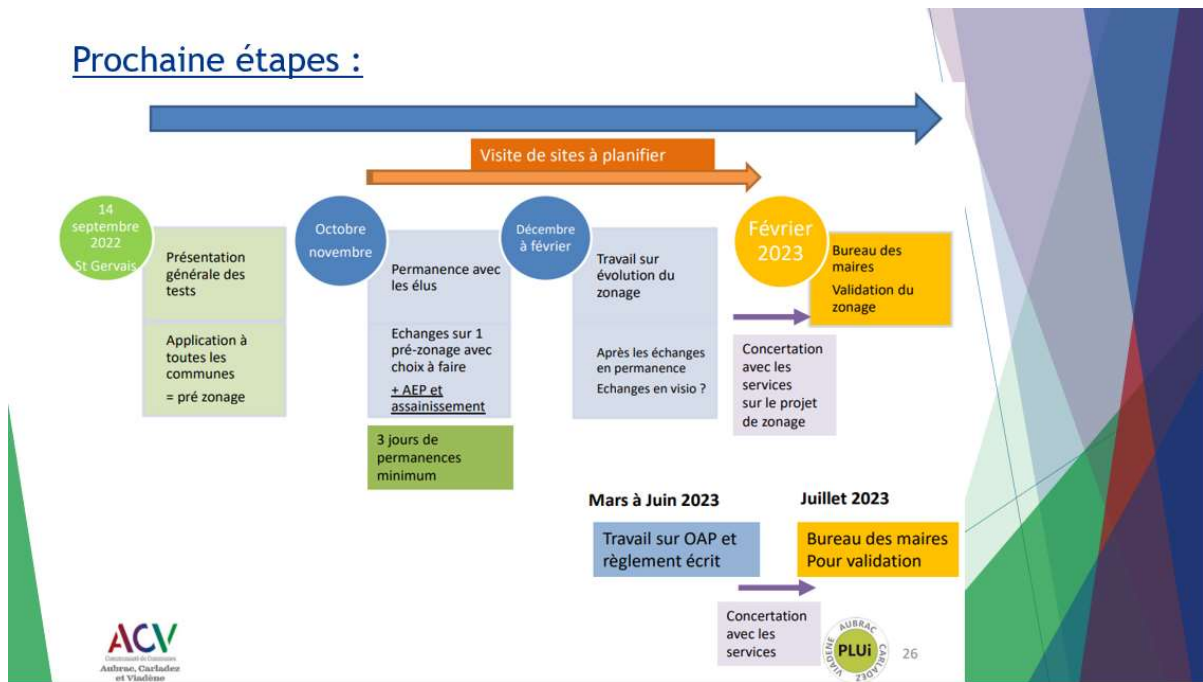 Prochaine étapes :
Visite de sites à planifier
14
septembre
2022
St Gervais
Présentation
générale des
tests
Application à
toutes les
communes
= pré zonage
Octobre
novembre
Permanence avec
les élus
Echanges sur 1
pré-zonage avec
choix à faire
+ AEP et
assainissement
3 jours de
permanences
minimum
Décembre
à février
Travail sur
évolution du
zonage
Après les échanges
en permanence
Echanges en visio ?
Concertation
avec les
services
sur le projet
de zonage
Février
2023
Bureau des
maires
Validation du
zonage
Mars à Juin 2023
Travail sur OAP et
règlement écrit
Concertation
avec les
services
Juillet 2023
Bureau des maires
Pour validation
ACV
Communauté de Communes
Aubrac, Carladez
et Viadène
AUBRAC
CARLADEZ
VIADENE
PLUi
26